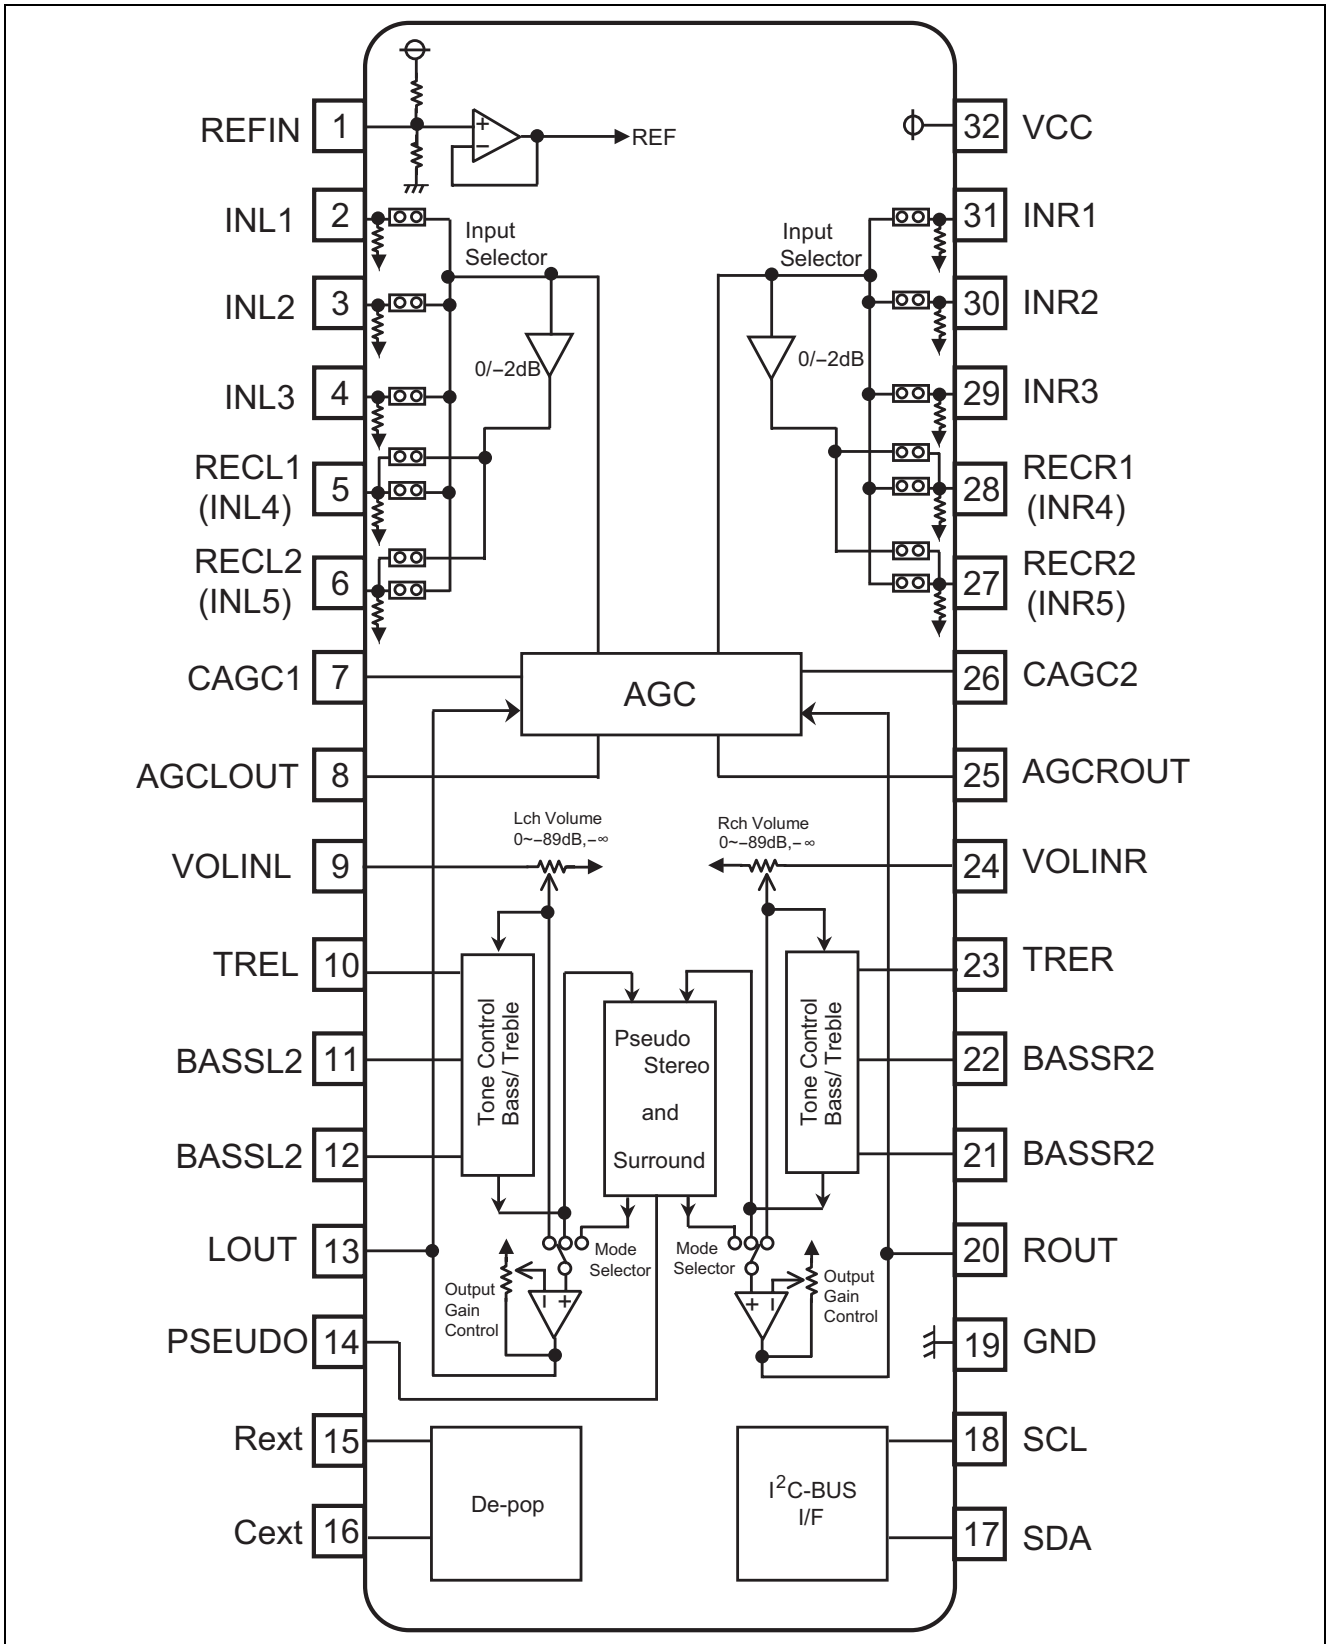 REFIN 1
+
−
REF
32 VCC
INL1 2
Input
Selector
Input
Selector
31 INR1
INL2 3
30 INR2
0/−2dB
0/−2dB
INL3 4
29 INR3
RECL1
(INL4)
5
28
RECR1
(INR4)
RECL2
(INL5)
6
27
RECR2
(INR5)
CAGC1 7
AGC
26 CAGC2
AGCLOUT 8
25 AGCROUT
Lch Volume
0~−89dB,−∞
Rch Volume
0~−89dB,−∞
VOLINL 9
24 VOLINR
TREL 10
23 TRER
Tone Control
Bass/ Treble
Pseudo
Stereo
and
Surround
Tone Control
Bass/ Treble
BASSL2 11
22 BASSR2
BASSL2 12
21 BASSR2
LOUT 13
Mode
Selector
Mode
Selector
20 ROUT
Output
Gain
Control
− +
+ −
Output
Gain
Control
PSEUDO 14
19 GND
Rext 15
18 SCL
De-pop
I2C-BUS
I/F
Cext 16
17 SDA